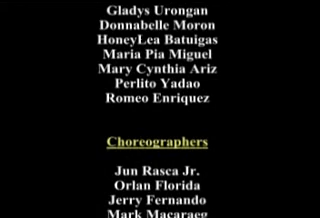 Gladys Urongan
Donnabelle Moron
HoneyLea Batuigas
Maria Pia Miguel
Mary Cynthia Ariz
Perlito Yadao
Romeo Enriquez
Choreographers
Jun Rasca Jr.
Orlan Florida
Jerry Fernando
Mark Macaraeg